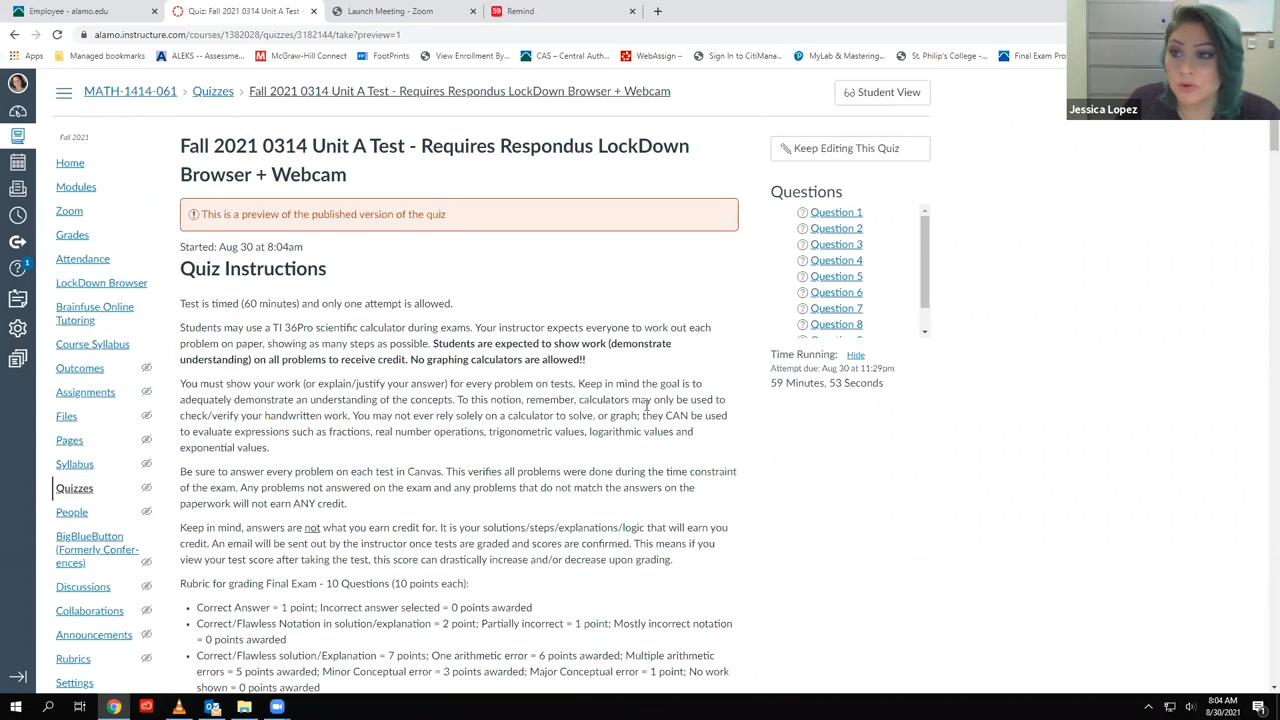 Employee - alamo.edu
Quiz: Fall 2021 0314 Unit A Test -
Launch Meeting - Zoom
59
Remind
alamo.instructure.com/courses/1382028/quizzes/3182144/take?preview=1
Apps
Managed bookmarks
ALEKS -- Assessmen...
McGraw-Hill Connect
FootPrints
View Enrollment By...
CAS – Central Auth...
WebAssign –
Sign In to CitiMana...
MyLab & Mastering...
St. Philip's College -...
Final Exam Pro
Jessica Lopez
MATH-1414-061
Quizzes
Fall 2021 0314 Unit A Test - Requires Respondus LockDown Browser + Webcam
Student View
Fall 2021
Home
Modules
Zoom
Grades
Attendance
LockDown Browser
Brainfuse Online
Tutoring
Course Syllabus
Outcomes
Assignments
Files
Pages
Syllabus
Quizzes
People
BigBlueButton
(Formerly Confer-
ences)
Discussions
Collaborations
Announcements
Rubrics
Settings
1
Fall 2021 0314 Unit A Test - Requires Respondus LockDown
Browser + Webcam
This is a preview of the published version of the quiz
Started: Aug 30 at 8:04am
Quiz Instructions
Test is timed (60 minutes) and only one attempt is allowed.
Students may use a TI 36Pro scientific calculator during exams. Your instructor expects everyone to work out each
problem on paper, showing as many steps as possible. Students are expected to show work (demonstrate
understanding) on all problems to receive credit. No graphing calculators are allowed!!
You must show your work (or explain/justify your answer) for every problem on tests. Keep in mind the goal is to
adequately demonstrate an understanding of the concepts. To this notion, remember, calculators may only be used to
check/verify your handwritten work. You may not ever rely solely on a calculator to solve, or graph; they CAN be used
to evaluate expressions such as fractions, real number operations, trigonometric values, logarithmic values and
exponential values.
Be sure to answer every problem on each test in Canvas. This verifies all problems were done during the time constraint
of the exam. Any problems not answered on the exam and any problems that do not match the answers on the
paperwork will not earn ANY credit.
Keep in mind, answers are not what you earn credit for. It is your solutions/steps/explanations/logic that will earn you
credit. An email will be sent out by the instructor once tests are graded and scores are confirmed. This means if you
view your test score after taking the test, this score can drastically increase and/or decrease upon grading.
Rubric for grading Final Exam - 10 Questions (10 points each):
• Correct Answer = 1 point; Incorrect answer selected = 0 points awarded
• Correct/Flawless Notation in solution/explanation = 2 point; Partially incorrect = 1 point; Mostly incorrect notation
= 0 points awarded
• Correct/Flawless solution/Explanation = 7 points; One arithmetic error = 6 points awarded; Multiple arithmetic
errors = 5 points awarded; Minor Conceptual error = 3 points awarded; Major Conceptual error = 1 point; No work
shown = 0 points awarded
Keep Editing This Quiz
Questions
Question 1
Question 2
Question 3
Question 4
Question 5
Question 6
Question 7
Question 8
Time Running:
Hide
Attempt due: Aug 30 at 11:29pm
59 Minutes, 53 Seconds
8:04 AM
8/30/2021
1